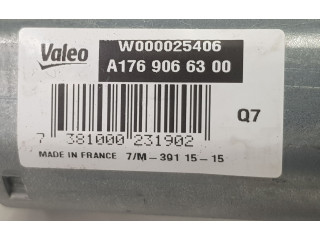 Valeo
W000025406
A176 906 63 00
Q7
7 381000 231902
MADE IN FRANCE 7/M-391 15-15